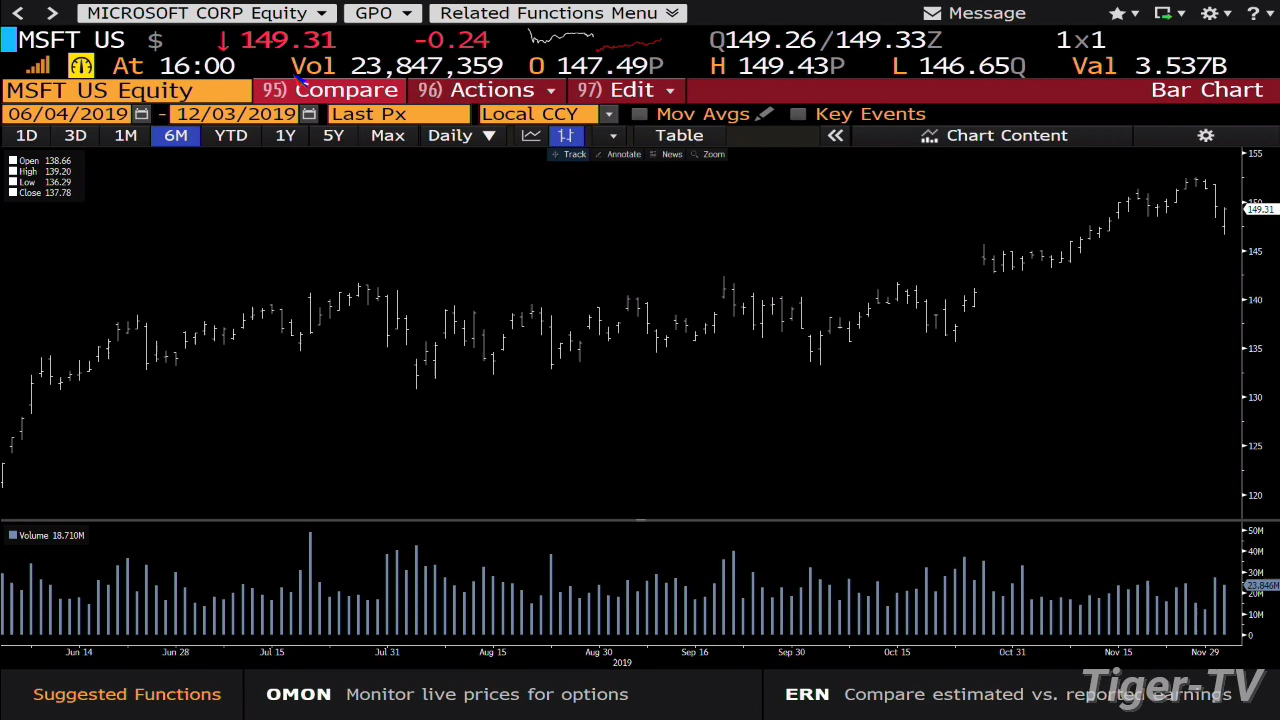 MICROSOFT CORP Equity GPO Related Functions Menu Message ?
MSFT US $ ↓ 149.31 -0.24 Q149.26/149.33Z 1x1
At 16:00 Vol 23,847,359 O 147.49P H 149.43P L 146.65Q Val 3.537B
MSFT US Equity 95) Compare 96) Actions 97) Edit Bar Chart
06/04/2019 - 12/03/2019 Last Px Local CCY Mov Avgs Key Events
1D 3D 1M 6M YTD 1Y 5Y Max Daily ▼ Table « Chart Content
Track Annotate News Zoom
Open 138.66
High 139.20
Low 136.29
Close 137.78
155
150
149.31
145
140
135
130
125
120
Volume 18.710M
50M
40M
30M
23.846M
20M
10M
0
Jun 14 Jun 28 Jul 15 Jul 31 Aug 15 Aug 30 Sep 16 Sep 30 Oct 15 Oct 31 Nov 15 Nov 29
2019
Suggested Functions OMON Monitor live prices for options ERN Compare estimated vs. reported earnings
Tiger-TV